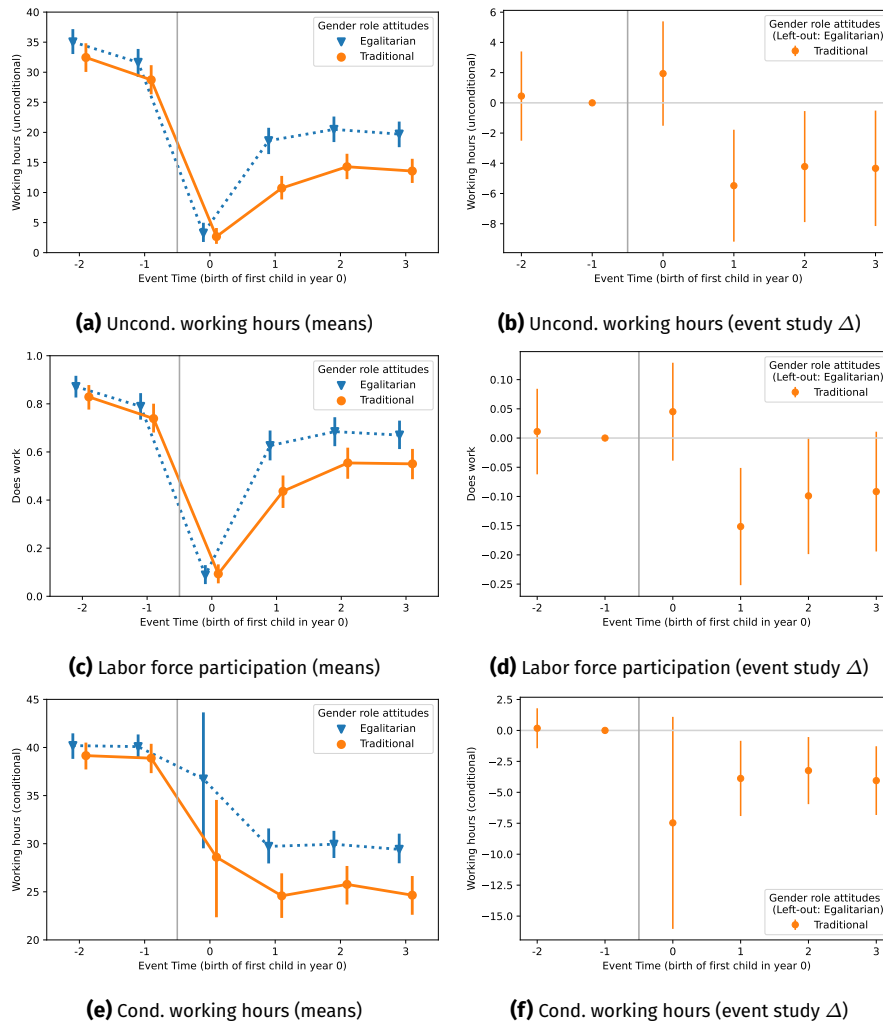 40
35
30
25
20
15
10
5
0
Working hours (unconditional)
Gender role attitudes
Egalitarian
Traditional
-2 -1 0 1 2 3
Event Time (birth of first child in year 0)
(a) Uncond. working hours (means)
6
4
2
0
−2
−4
−6
−8
Working hours (unconditional)
Gender role attitudes
(Left-out: Egalitarian)
Traditional
-2 -1 0 1 2 3
Event Time (birth of first child in year 0)
(b) Uncond. working hours (event study Δ)
1.0
0.8
0.6
0.4
0.2
0.0
Does work
Gender role attitudes
Egalitarian
Traditional
-2 -1 0 1 2 3
Event Time (birth of first child in year 0)
(c) Labor force participation (means)
0.10
0.05
0.00
−0.05
−0.10
−0.15
−0.20
−0.25
Does work
Gender role attitudes
(Left-out: Egalitarian)
Traditional
-2 -1 0 1 2 3
Event Time (birth of first child in year 0)
(d) Labor force participation (event study Δ)
45
40
35
30
25
20
Working hours (conditional)
Gender role attitudes
Egalitarian
Traditional
-2 -1 0 1 2 3
Event Time (birth of first child in year 0)
(e) Cond. working hours (means)
2.5
0.0
−2.5
−5.0
−7.5
−10.0
−12.5
−15.0
Working hours (conditional)
Gender role attitudes
(Left-out: Egalitarian)
Traditional
-2 -1 0 1 2 3
Event Time (birth of first child in year 0)
(f) Cond. working hours (event study Δ)